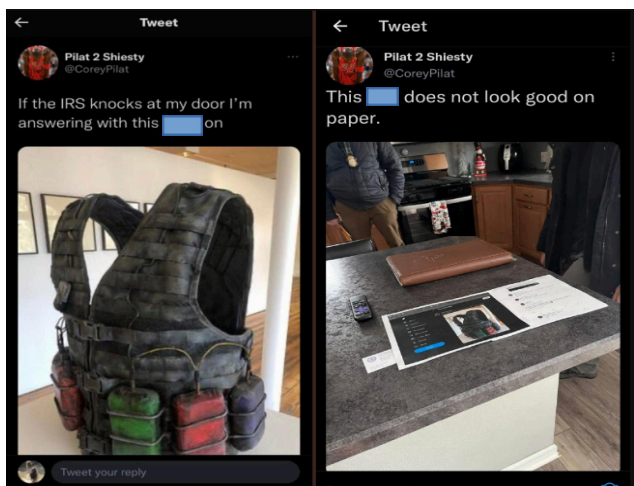 Tweet
Pilat 2 Shiesty
@CoreyPilat
If the IRS knocks at my door I'm
answering with this on
Tweet your reply
Tweet
Pilat 2 Shiesty
@CoreyPilat
This does not look good on
paper.